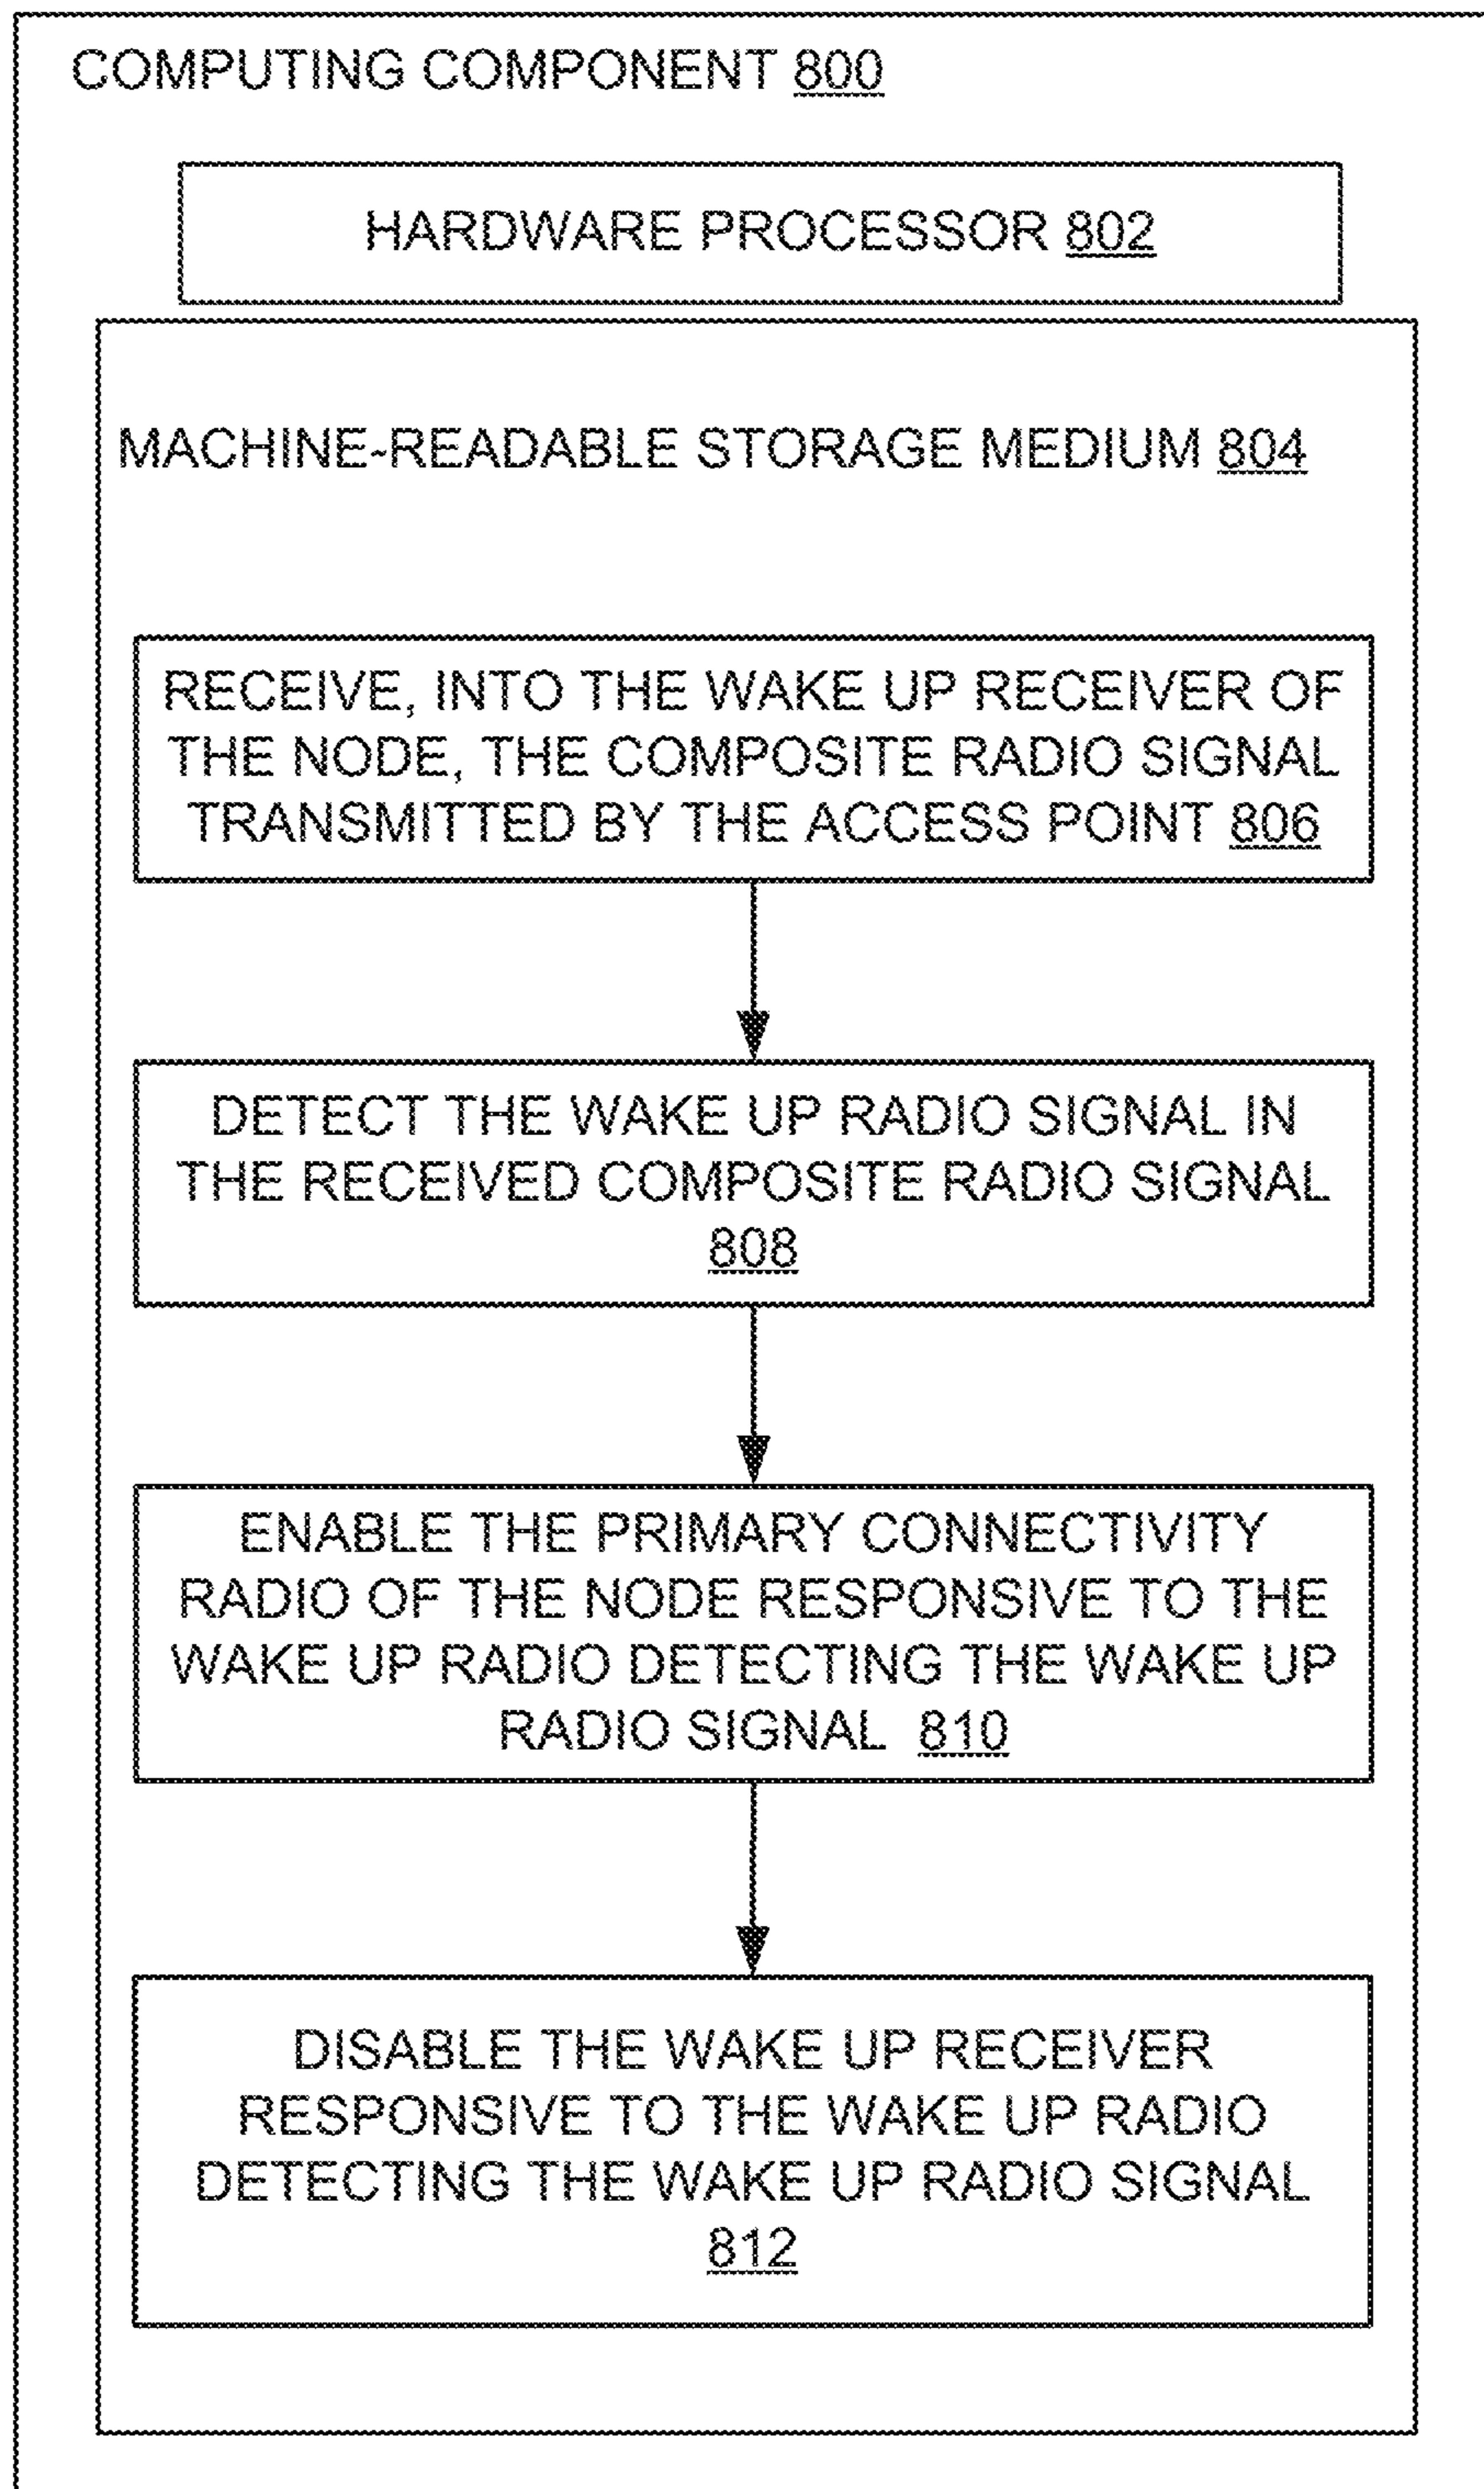 COMPUTING COMPONENT 800
HARDWARE PROCESSOR 802
MACHINE-READABLE STORAGE MEDIUM 804
RECEIVE, INTO THE WAKE UP RECEIVER OF
THE NODE, THE COMPOSITE RADIO SIGNAL
TRANSMITTED BY THE ACCESS POINT 806
DETECT THE WAKE UP RADIO SIGNAL IN
THE RECEIVED COMPOSITE RADIO SIGNAL
808
ENABLE THE PRIMARY CONNECTIVITY
RADIO OF THE NODE RESPONSIVE TO THE
WAKE UP RADIO DETECTING THE WAKE UP
RADIO SIGNAL 810
DISABLE THE WAKE UP RECEIVER
RESPONSIVE TO THE WAKE UP RADIO
DETECTING THE WAKE UP RADIO SIGNAL
812